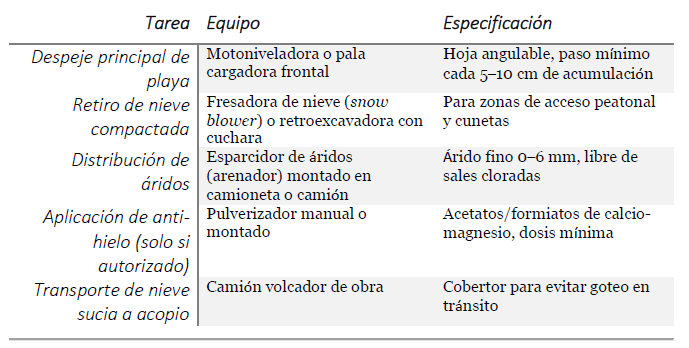 Tarea Equipo Especificación
Despeje principal de playa Motoniveladora o pala cargadora frontal Hoja angulable, paso mínimo cada 5–10 cm de acumulación
Retiro de nieve compactada Fresadora de nieve (snow blower) o retroexcavadora con cuchara Para zonas de acceso peatonal y cunetas
Distribución de áridos Esparcidor de áridos (arenador) montado en camioneta o camión Árido fino 0–6 mm, libre de sales cloradas
Aplicación de anti-hielo (solo si autorizado) Pulverizador manual o montado Acetatos/formiatos de calcio-magnesio, dosis mínima
Transporte de nieve sucia a acopio Camión volcador de obra Cobertor para evitar goteo en tránsito